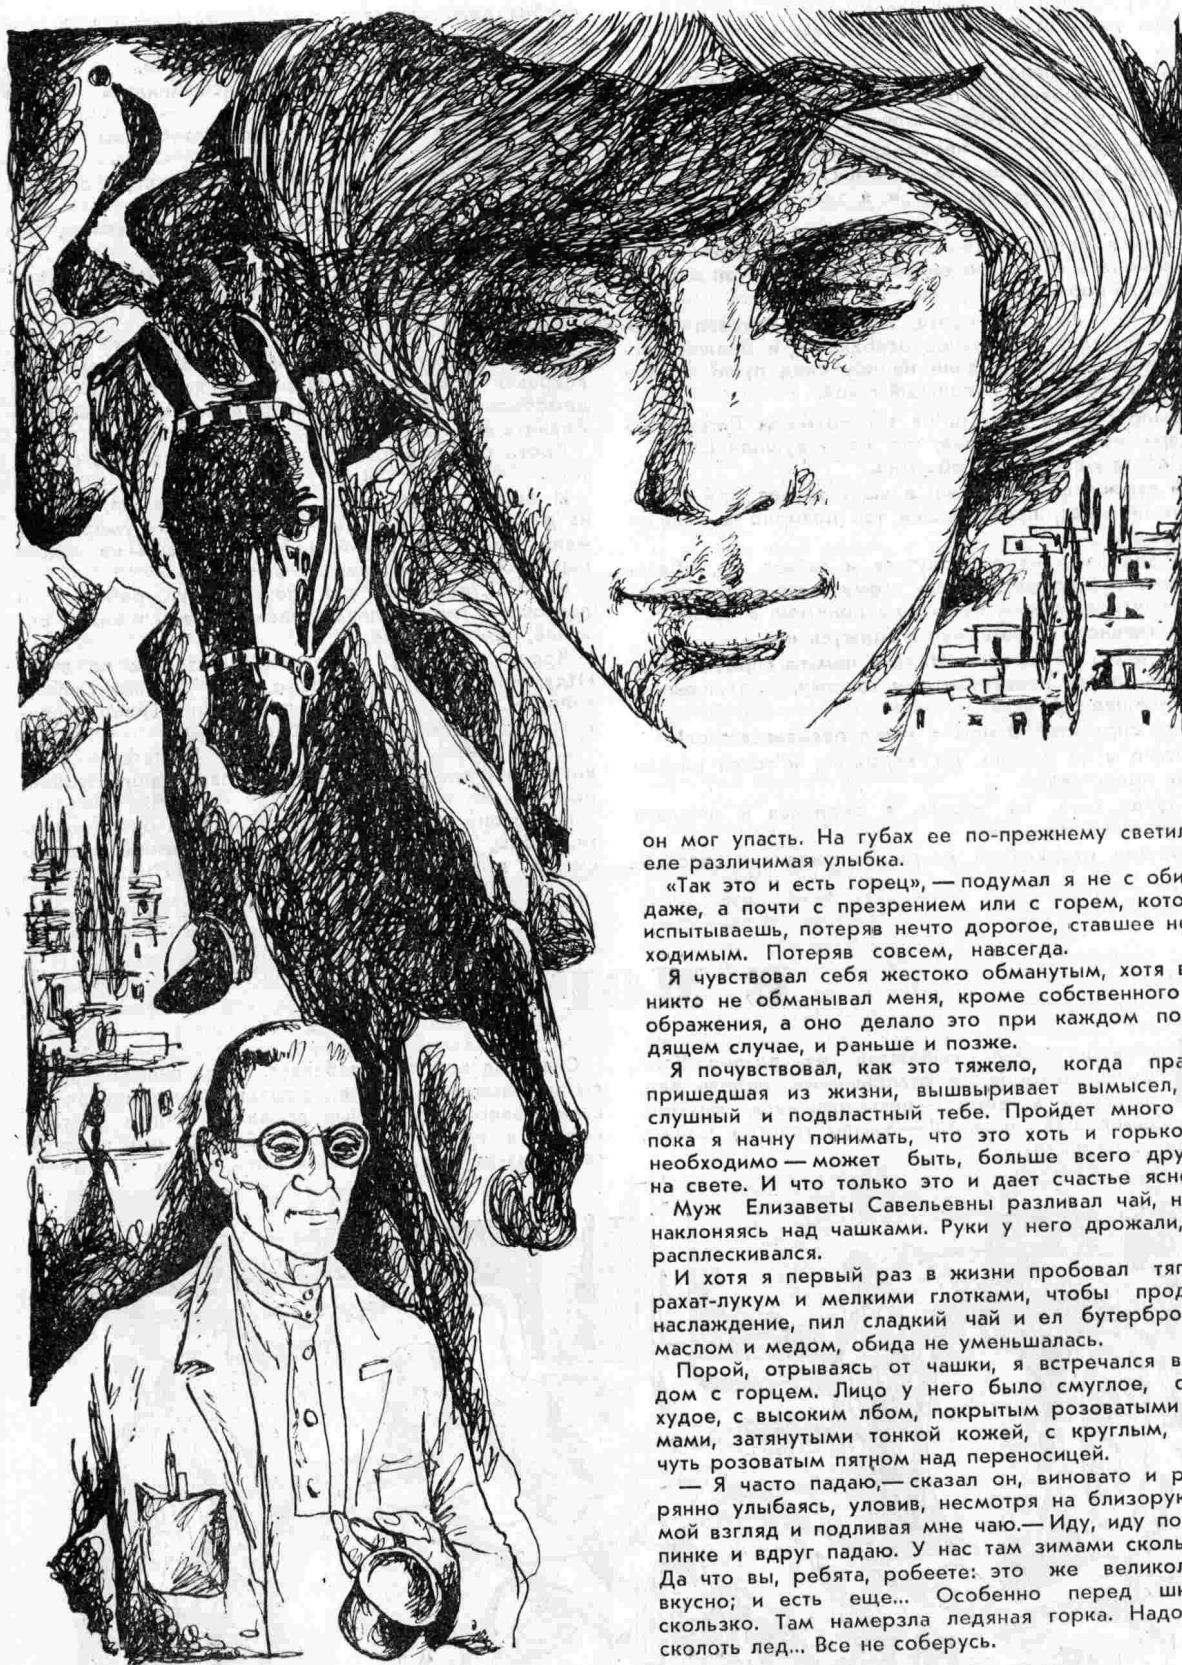 он мог упасть. На губах ее по-прежнему светил
еле различимая улыбка.
«Так это и есть горец», — подумал я не с оби
даже, а почти с презрением или с горем, кото
испытываешь, потеряв нечто дорогое, ставшее не
ходимым. Потеряв совсем, навсегда.
Я чувствовал себя жестоко обманутым, хотя в
никто не обманывал меня, кроме собственного
ображения, а оно делало это при каждом по
дящем случае, и раньше и позже.
Я почувствовал, как это тяжело, когда пра
пришедшая из жизни, вышвыривает вымысел,
слушный и подвластный тебе. Пройдет много
пока я начну понимать, что это хоть и горько
необходимо — может быть, больше всего дру
на свете. И что только это и дает счастье ясно
Муж Елизаветы Савельевны разливал чай, н
наклоняясь над чашками. Руки у него дрожали,
расплескивался.
И хотя я первый раз в жизни пробовал тяг
рахат-лукум и мелкими глотками, чтобы прод
наслаждение, пил сладкий чай и ел бутербро
маслом и медом, обида не уменьшалась.
Порой, отрываясь от чашки, я встречался в
дом с горцем. Лицо у него было смуглое, с
худое, с высоким лбом, покрытым розоватыми
мами, затянутыми тонкой кожей, с круглым,
чуть розоватым пятном над переносицей.
— Я часто падаю,— сказал он, виновато и р
рянно улыбаясь, уловив, несмотря на близорук
мой взгляд и подливая мне чаю.— Иду, иду по
пинке и вдруг падаю. У нас там зимами сколь
Да что вы, ребята, робеете: это же великол
вкусно; и есть еще... Особенно перед шк
скользко. Там намерзла ледяная горка. Надо
сколоть лед... Все не соберусь.